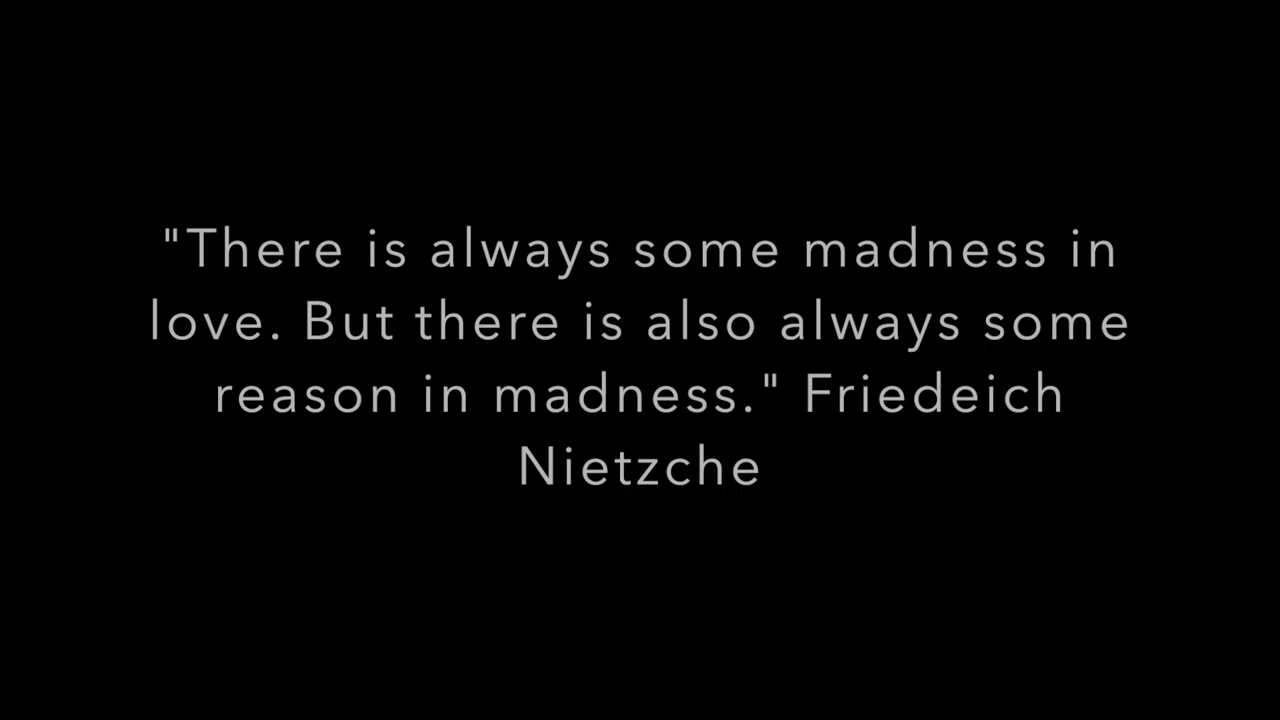 "There is always some madness in
love. But there is also always some
reason in madness." Friedeich
Nietzche